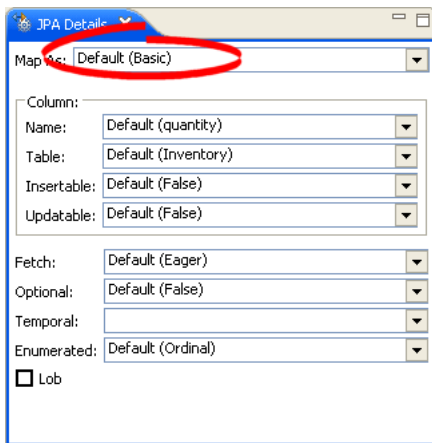 JPA Details
Map As: Default (Basic)
Column:
Name: Default (quantity)
Table: Default (Inventory)
Insertable: Default (False)
Updatable: Default (False)
Fetch: Default (Eager)
Optional: Default (False)
Temporal:
Enumerated: Default (Ordinal)
Lob